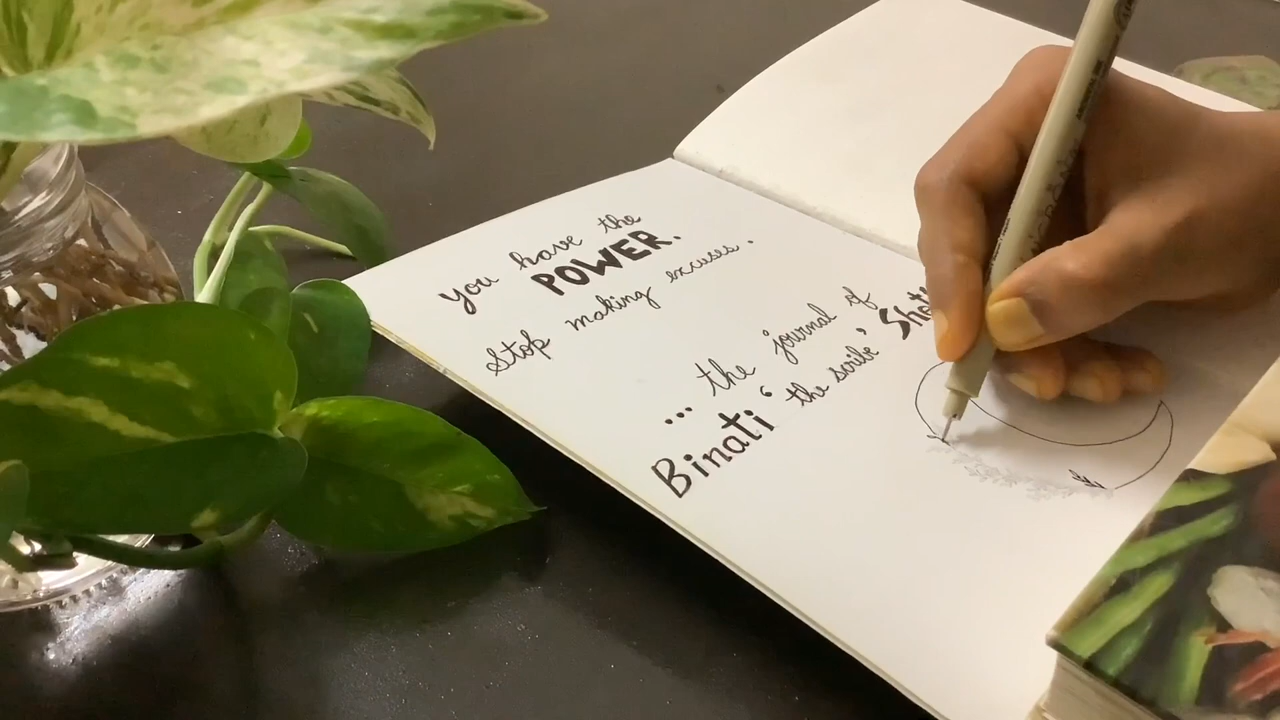 you have the
POWER.
Stop making excuses.
... the journal of
Binati ‘the scribe’